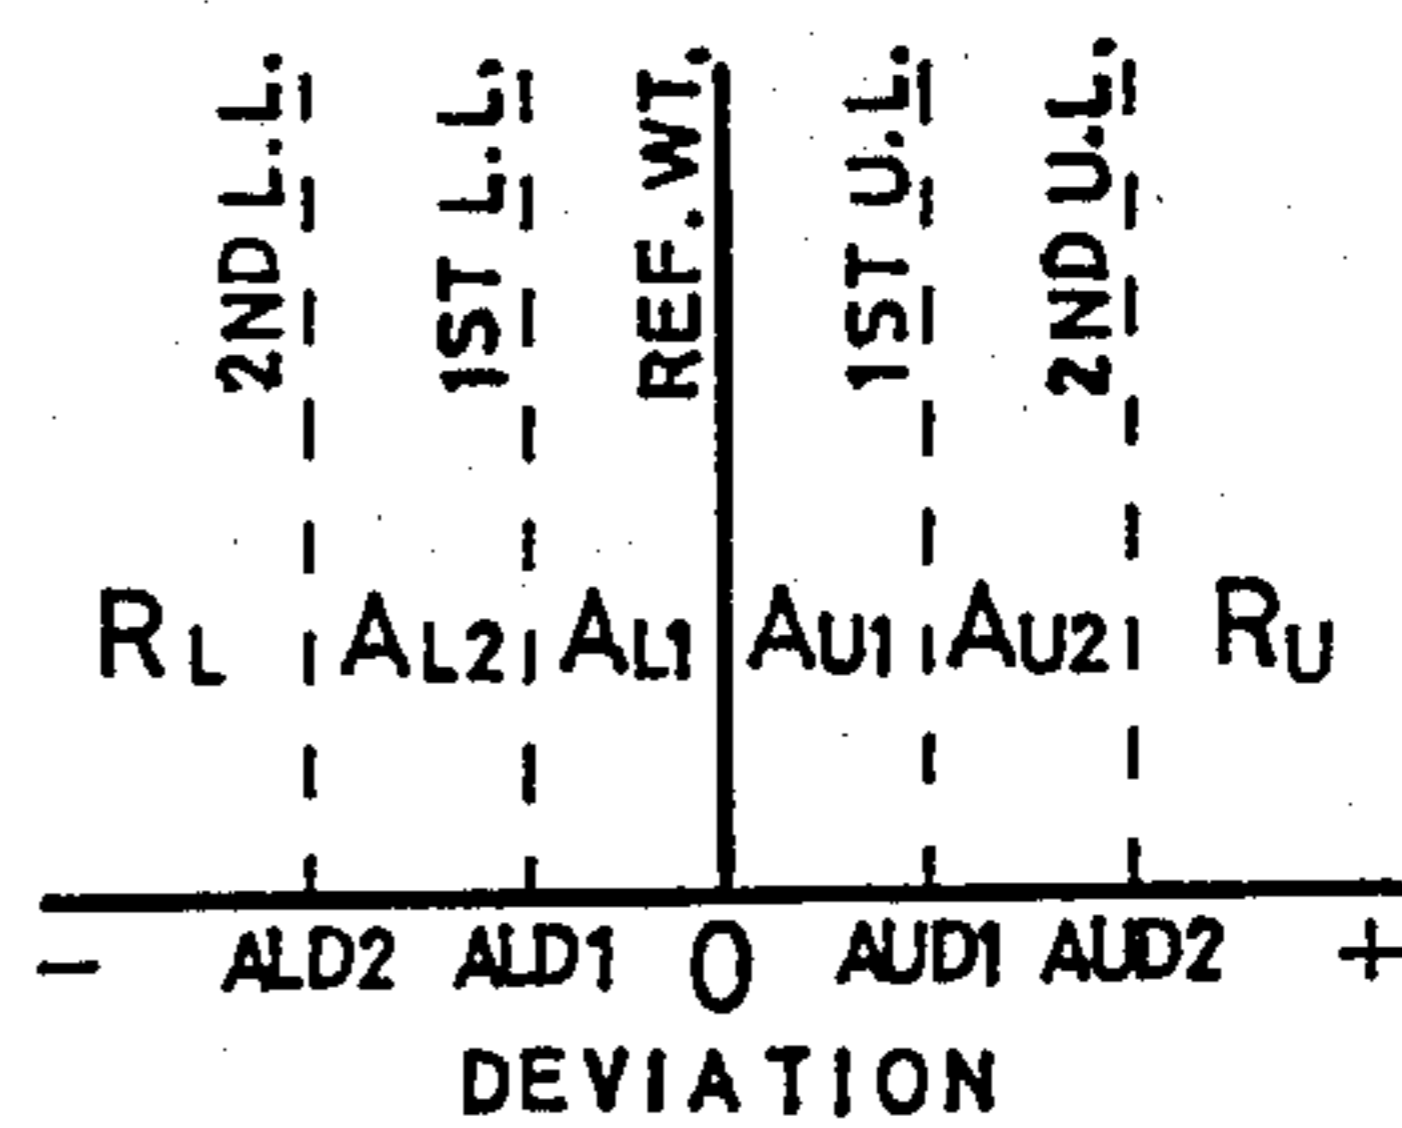 2ND L.L.
1ST L.L.
REF. WT.
1ST U.L.
2ND U.L.
RL AL2 AL1 AU1 AU2 RU
- ALD2 ALD1 0 AUD1 AUD2 +
DEVIATION